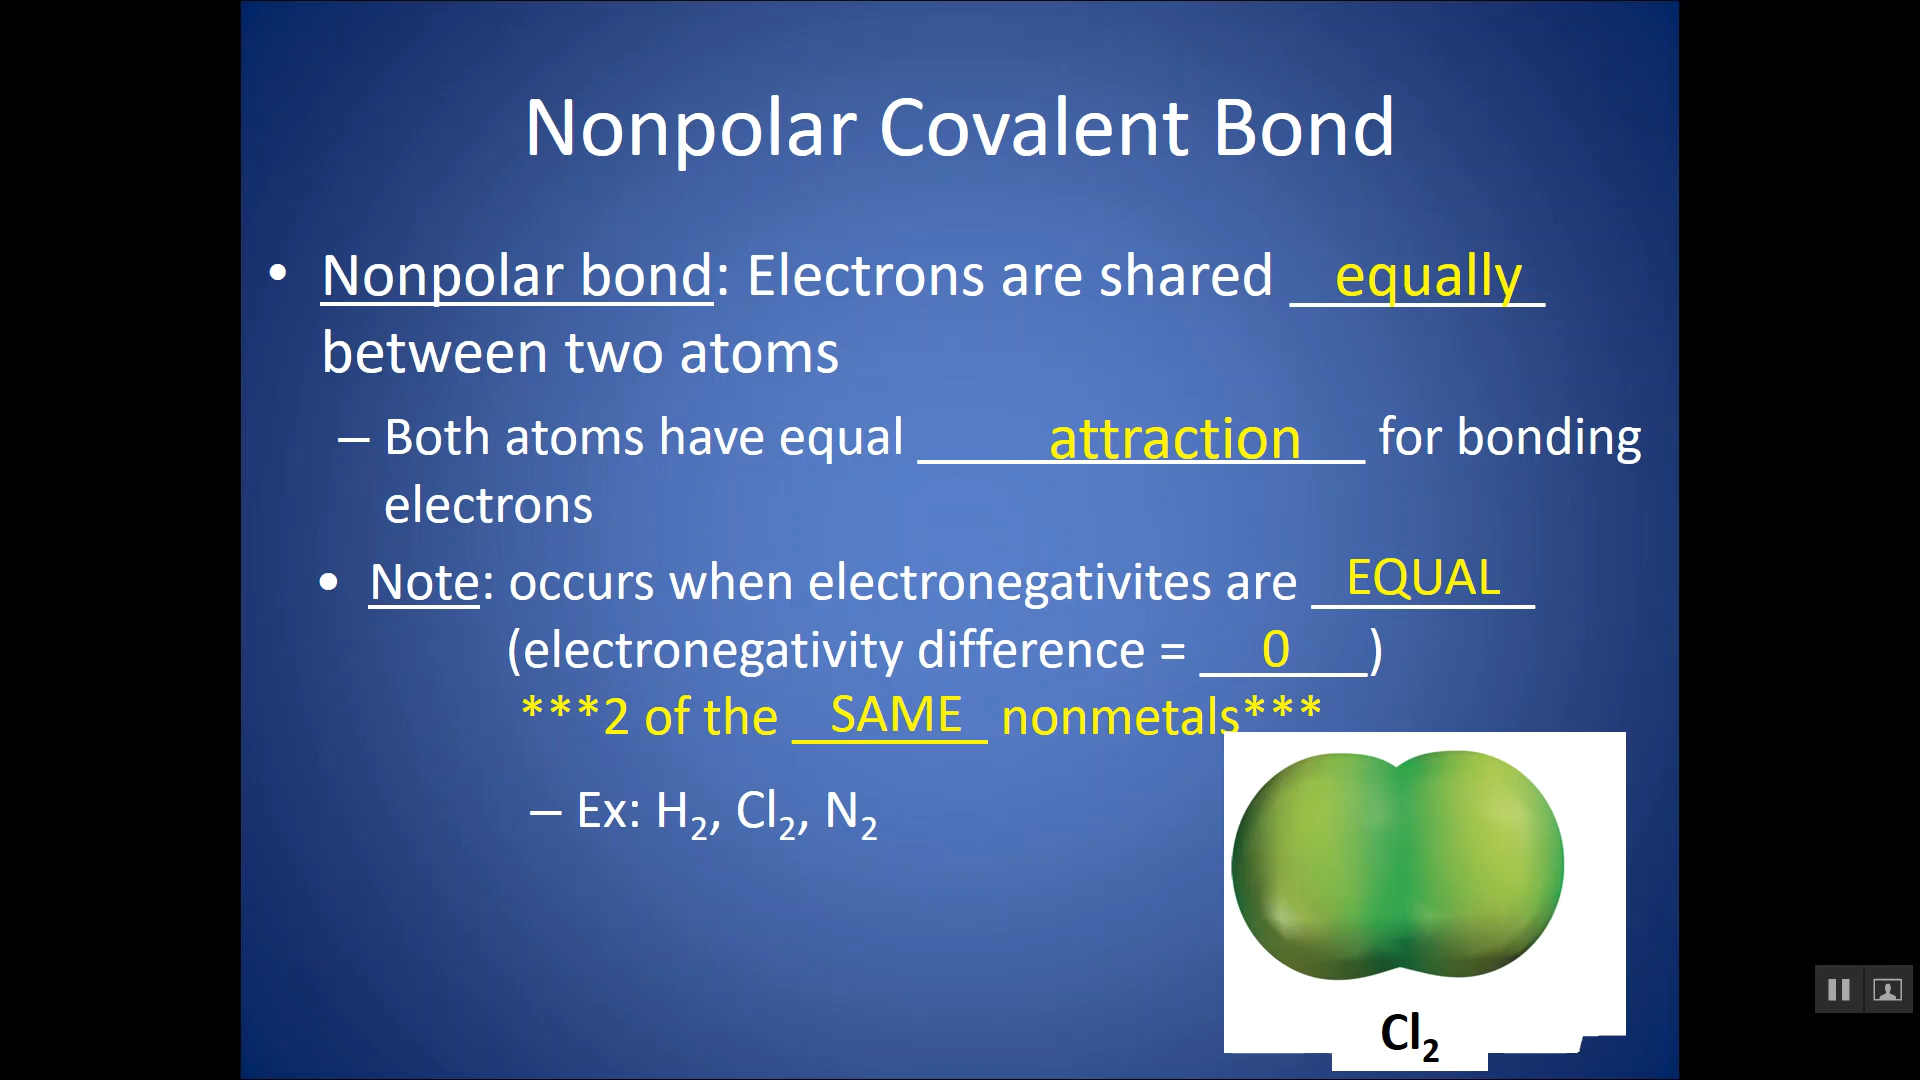 Nonpolar Covalent Bond
• Nonpolar bond: Electrons are shared equally
between two atoms
– Both atoms have equal attraction for bonding
electrons
• Note: occurs when electronegativites are EQUAL
(electronegativity difference = 0)
***2 of the SAME nonmetals***
– Ex: H₂, Cl₂, N₂
Cl₂